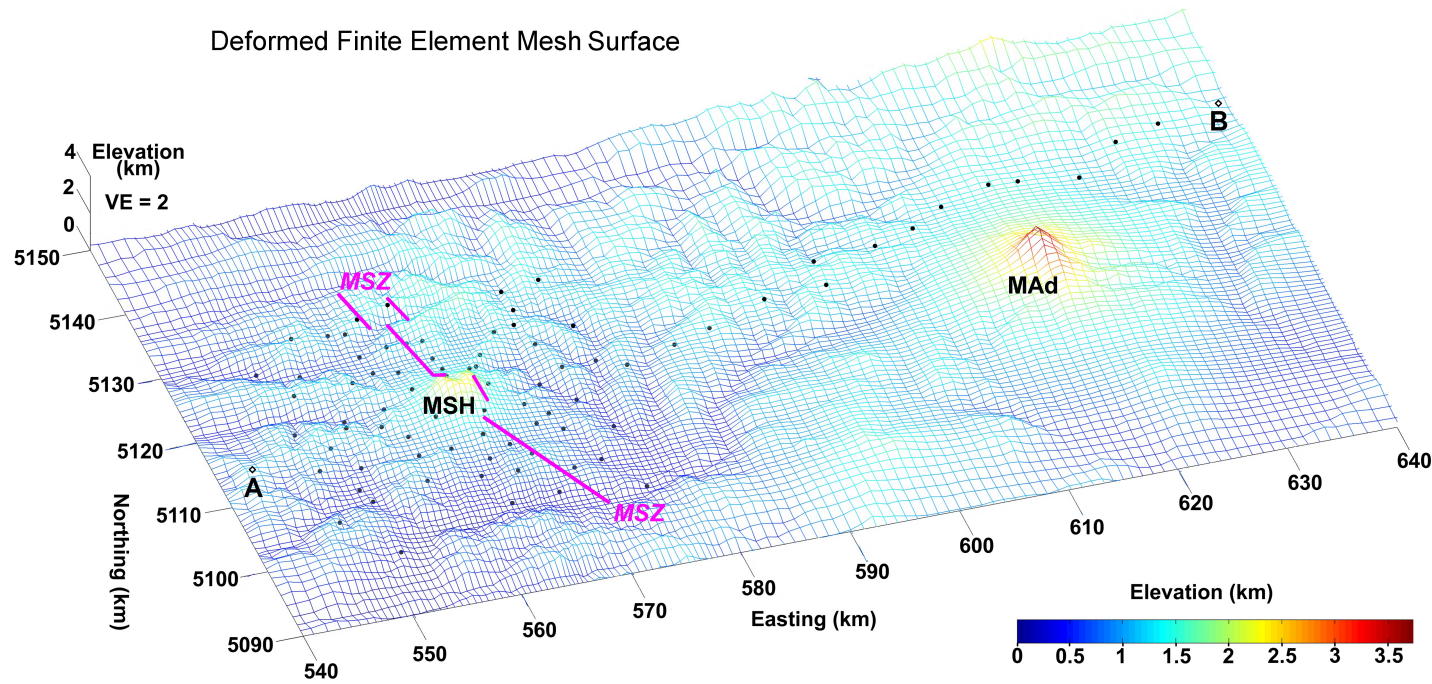 Deformed Finite Element Mesh Surface
B
4
Elevation
(km)
2
VE = 2
0
5150
MSZ
MAd
5140
5130
MSH
5120
A
MSZ
5110
5100
5090
Northing (km)
540
550
560
570
580
590
600
610
620
630
640
Easting (km)
Elevation (km)
0 0.5 1 1.5 2 2.5 3 3.5